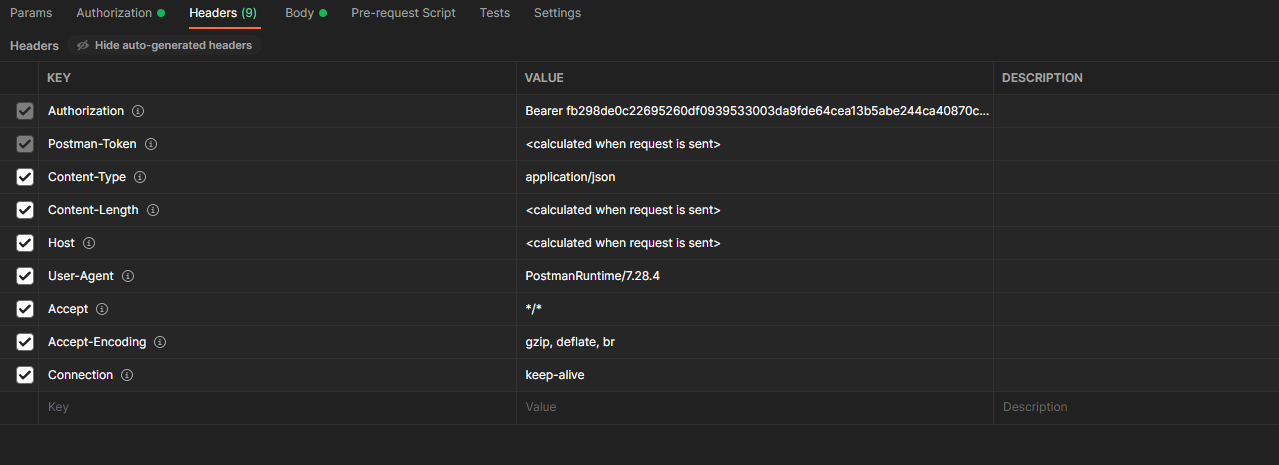 Params Authorization Headers (9) Body Pre-request Script Tests Settings
Headers Hide auto-generated headers
KEY VALUE DESCRIPTION
Authorization Bearer fb298de0c22695260df0939533003da9fde64cea13b5abe244ca40870c...
Postman-Token <calculated when request is sent>
Content-Type application/json
Content-Length <calculated when request is sent>
Host <calculated when request is sent>
User-Agent PostmanRuntime/7.28.4
Accept */*
Accept-Encoding gzip, deflate, br
Connection keep-alive
Key Value Description